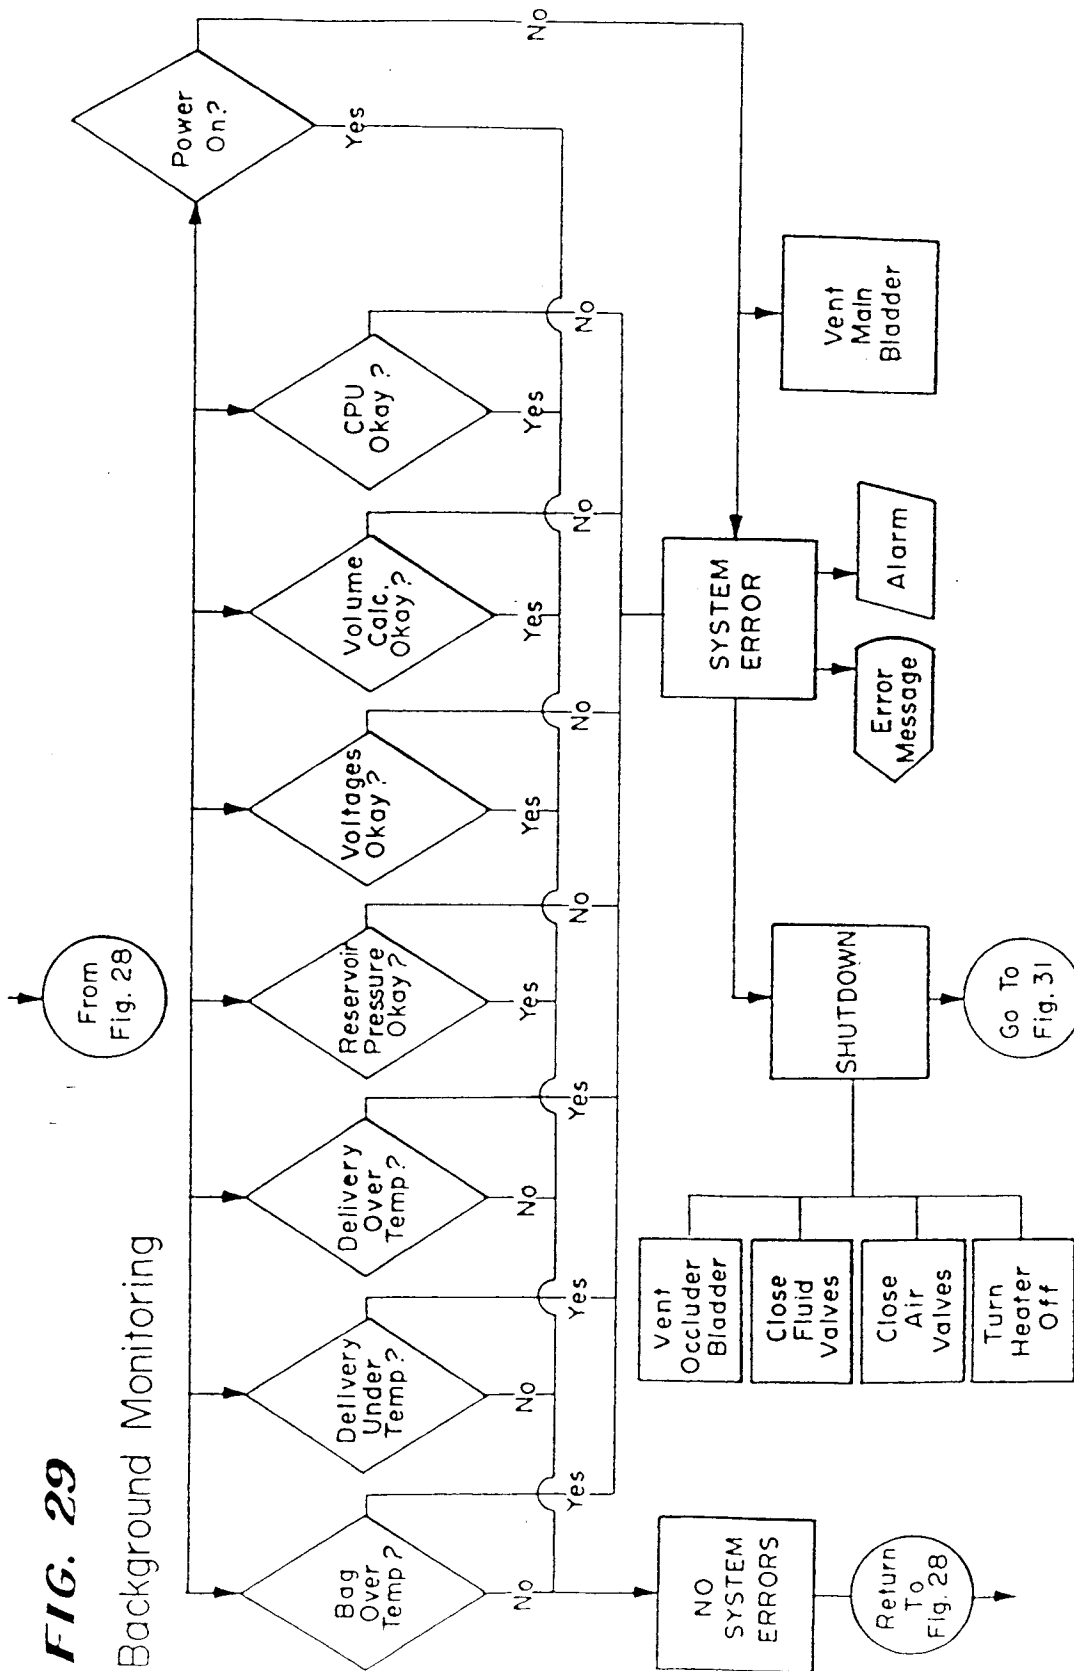 FIG. 29
Background Monitoring
From
Fig. 28
Bag
Over
Temp?
Delivery
Under
Temp?
Delivery
Over
Temp?
Reservoir
Pressure
Okay?
Voltages
Okay?
Volume
Calc.
Okay?
CPU
Okay?
Power
On?
No
No
No
Yes
Yes
Yes
Yes
Yes
Yes
Yes
Yes
No
No
No
No
No
NO
SYSTEM
ERRORS
Return
To
Fig. 28
SYSTEM
ERROR
Error
Message
Alarm
Vent
Main
Bladder
SHUTDOWN
Go To
Fig. 31
Vent
Occluder
Bladder
Close
Fluid
Valves
Close
Air
Valves
Turn
Heater
Off